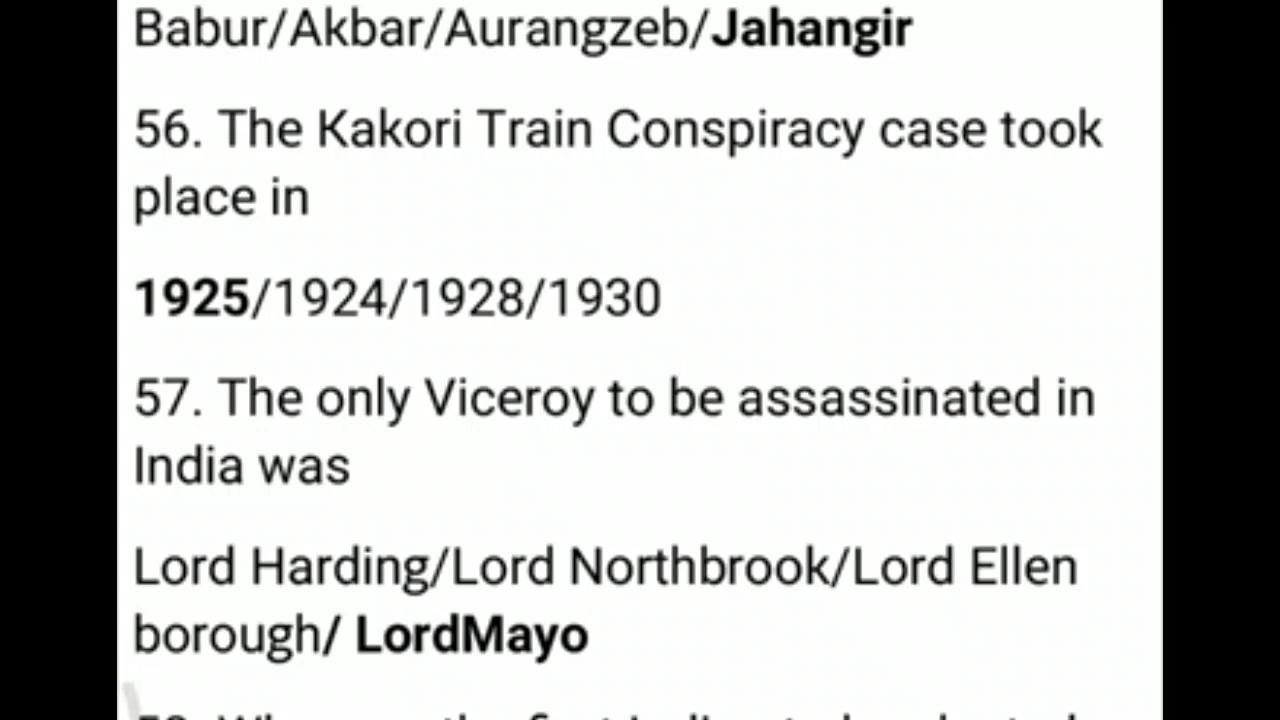 Babur/Akbar/Aurangzeb/Jahangir
56. The Kakori Train Conspiracy case took
place in
1925/1924/1928/1930
57. The only Viceroy to be assassinated in
India was
Lord Harding/Lord Northbrook/Lord Ellen
borough/ LordMayo